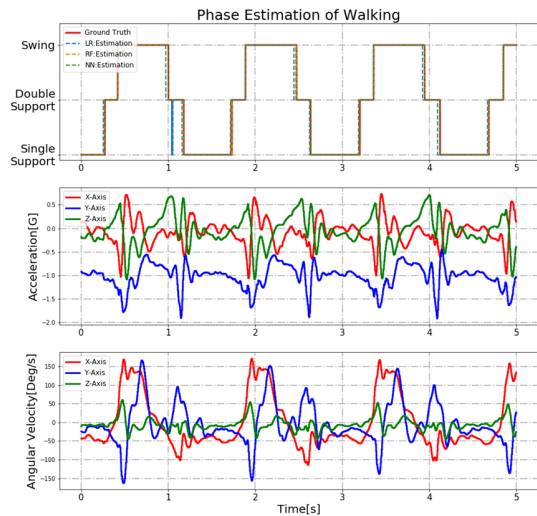 Phase Estimation of Walking
Swing
Double
Support
Single
Support
Ground Truth
LR:Estimation
RF:Estimation
NN:Estimation
0 1 2 3 4 5
Acceleration[G]
0.5
0.0
−0.5
−1.0
−1.5
−2.0
X-Axis
Y-Axis
Z-Axis
0 1 2 3 4 5
Angular Velocity[Deg/s]
150
100
50
0
−50
−100
−150
X-Axis
Y-Axis
Z-Axis
0 1 2 3 4 5
Time[s]